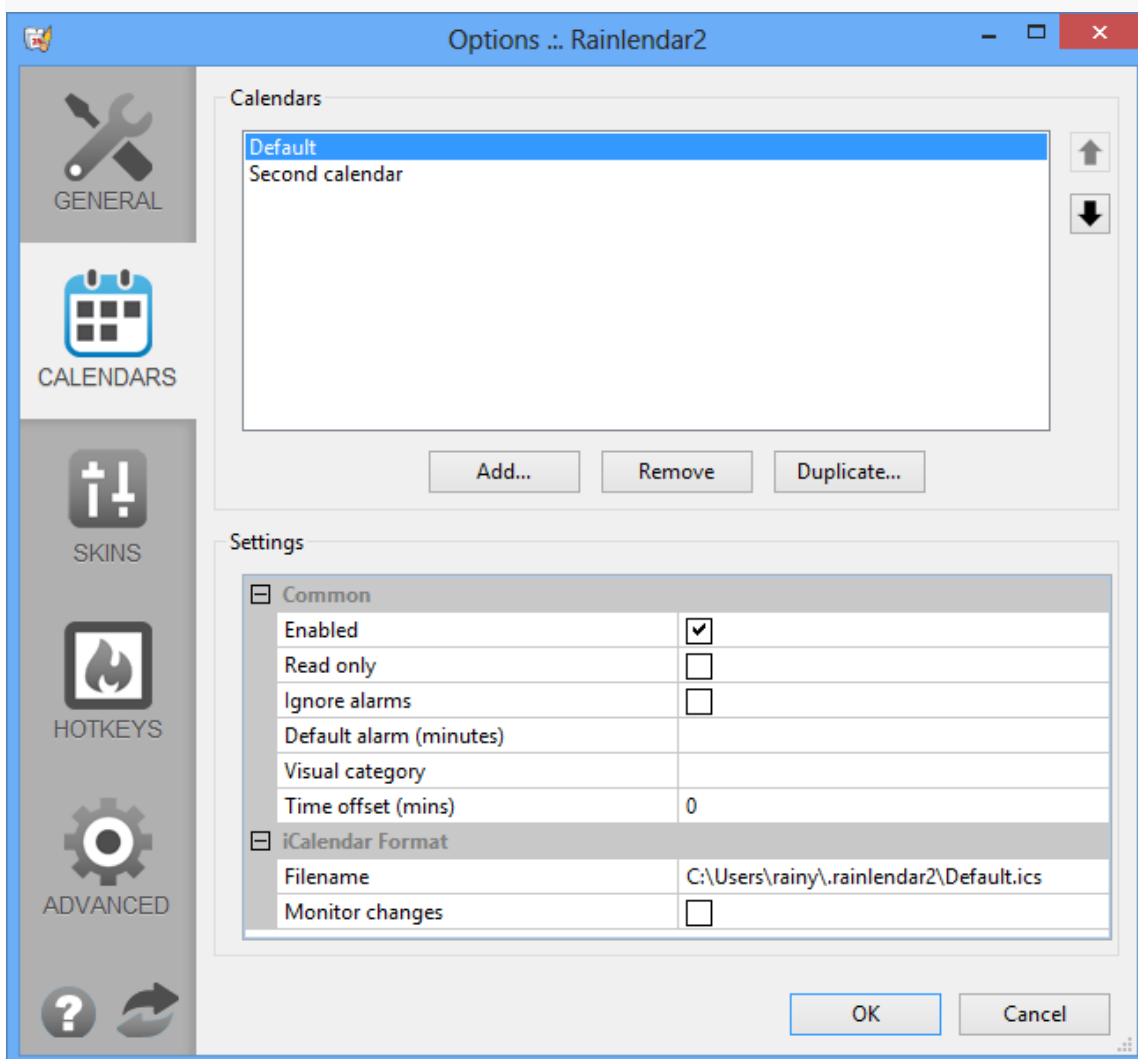 Options .:. Rainlendar2
GENERAL
CALENDARS
SKINS
HOTKEYS
ADVANCED
Calendars
Default
Second calendar
Add... Remove Duplicate...
Settings
Common
Enabled
Read only
Ignore alarms
Default alarm (minutes)
Visual category
Time offset (mins) 0
iCalendar Format
Filename C:\Users\rainy\.rainlendar2\Default.ics
Monitor changes
OK Cancel